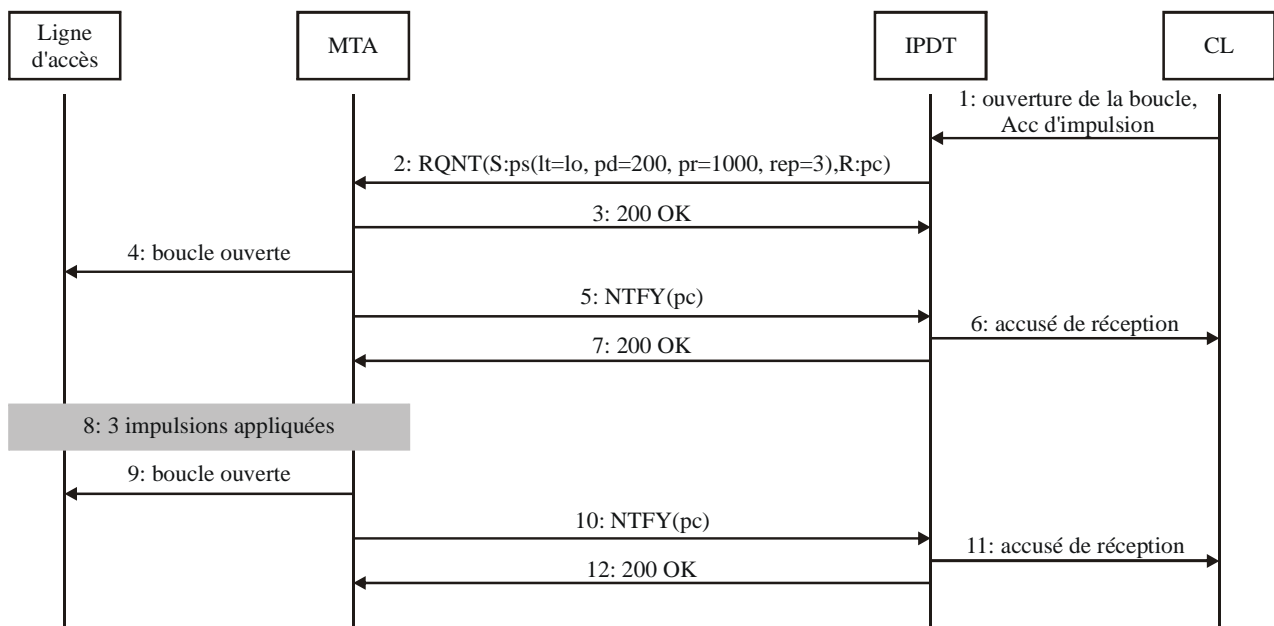 Ligne
d'accès
MTA
IPDT
CL
1: ouverture de la boucle,
Acc d'impulsion
2: RQNT(S:ps(lt=lo, pd=200, pr=1000, rep=3),R:pc)
3: 200 OK
4: boucle ouverte
5: NTFY(pc)
6: accusé de réception
7: 200 OK
8: 3 impulsions appliquées
9: boucle ouverte
10: NTFY(pc)
11: accusé de réception
12: 200 OK